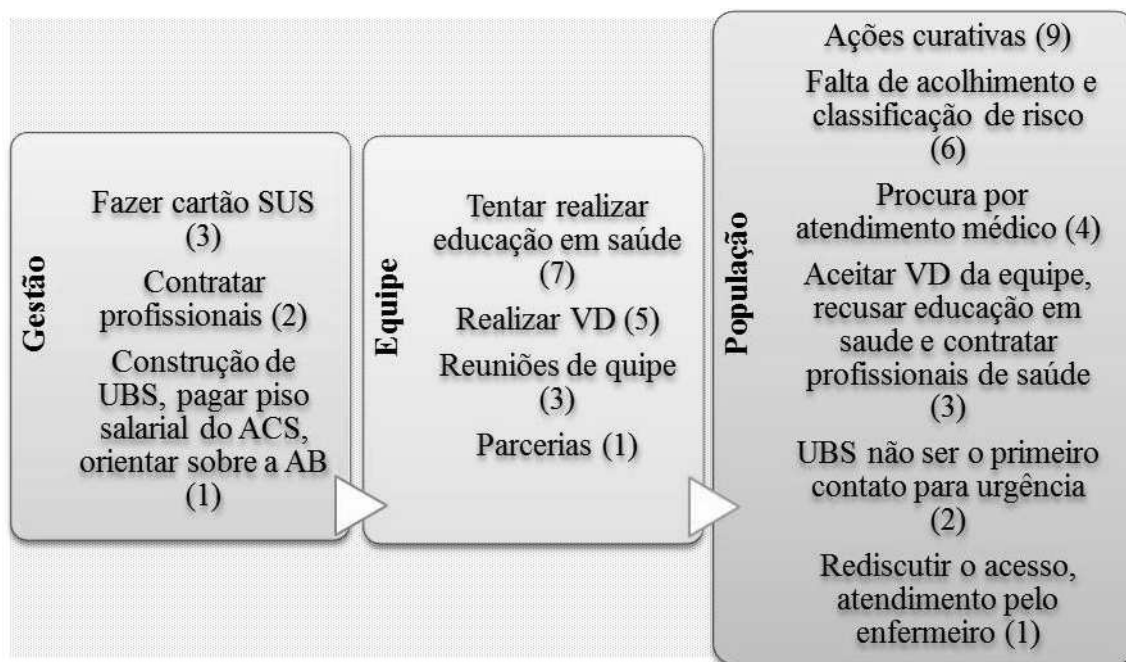 Gestão
Fazer cartão SUS
(3)
Contratar
profissionais (2)
Construção de
UBS, pagar piso
salarial do ACS,
orientar sobre a AB
(1)
Equipe
Tentar realizar
educação em saúde
(7)
Realizar VD (5)
Reuniões de quipe
(3)
Parcerias (1)
População
Ações curativas (9)
Falta de acolhimento e
classificação de risco
(6)
Procura por
atendimento médico (4)
Aceitar VD da equipe,
recusar educação em
saude e contratar
profissionais de saúde
(3)
UBS não ser o primeiro
contato para urgência
(2)
Rediscutir o acesso,
atendimento pelo
enfermeiro (1)